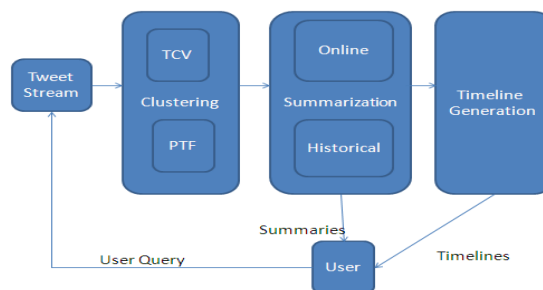 Tweet
Stream
TCV
Clustering
PTF
Online
Summarization
Historical
Timeline
Generation
Summaries
Timelines
User Query
User